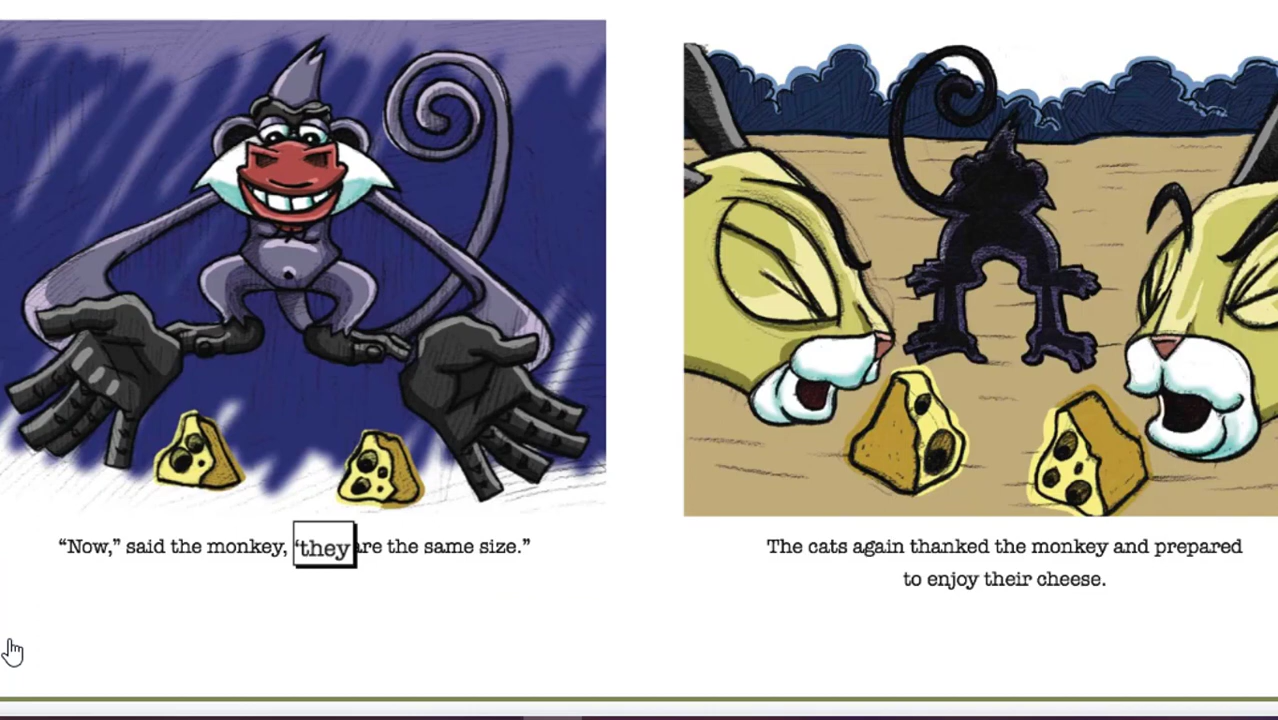 “Now,” said the monkey, “they are the same size.”
The cats again thanked the monkey and prepared
to enjoy their cheese.